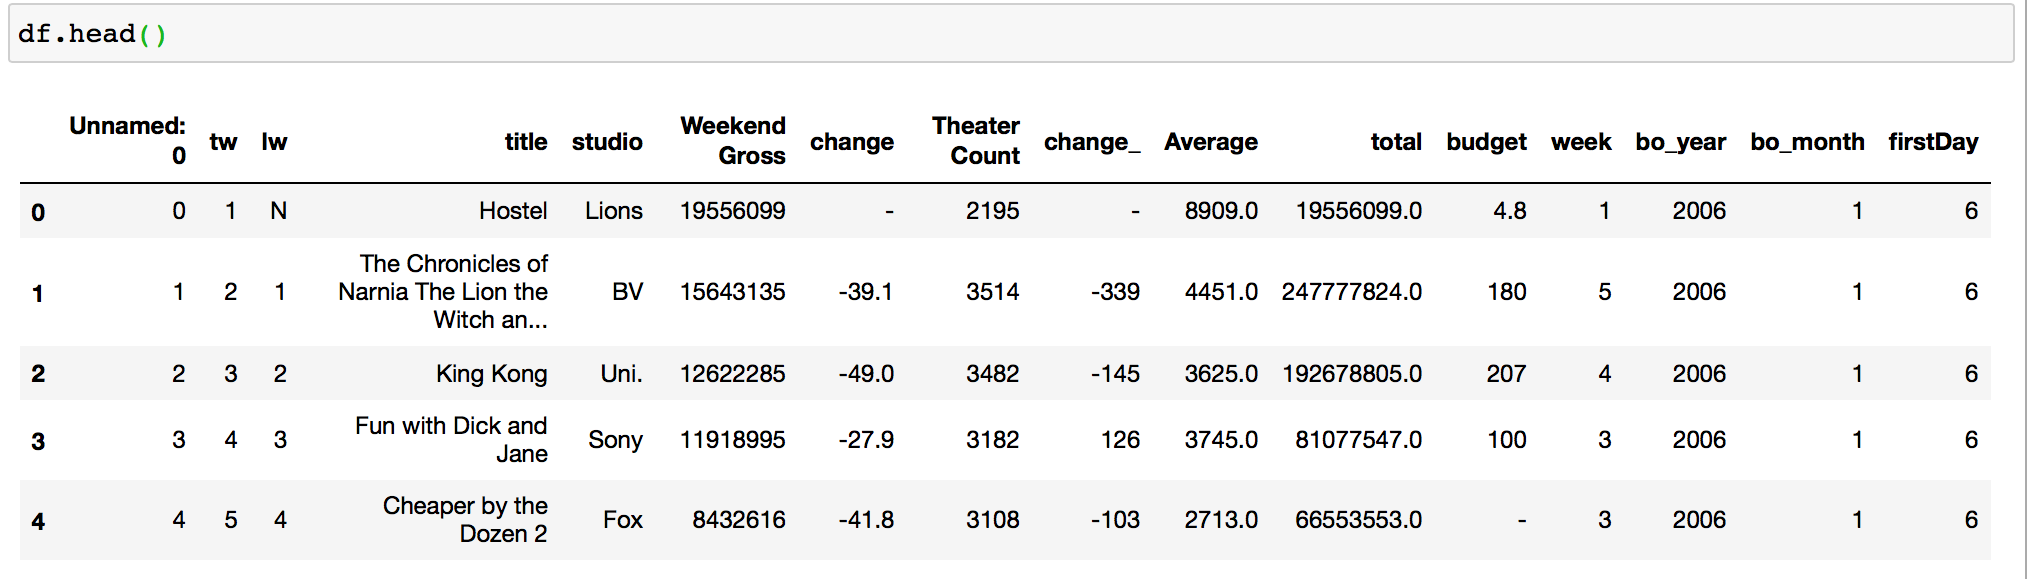 df.head()
Unnamed: 0 tw lw title studio Weekend Gross change Theater Count change_ Average total budget week bo_year bo_month firstDay
0 0 1 N Hostel Lions 19556099 - 2195 - 8909.0 19556099.0 4.8 1 2006 1 6
1 1 2 1 The Chronicles of Narnia The Lion the Witch an... BV 15643135 -39.1 3514 -339 4451.0 247777824.0 180 5 2006 1 6
2 2 3 2 King Kong Uni. 12622285 -49.0 3482 -145 3625.0 192678805.0 207 4 2006 1 6
3 3 4 3 Fun with Dick and Jane Sony 11918995 -27.9 3182 126 3745.0 81077547.0 100 3 2006 1 6
4 4 5 4 Cheaper by the Dozen 2 Fox 8432616 -41.8 3108 -103 2713.0 66553553.0 - 3 2006 1 6